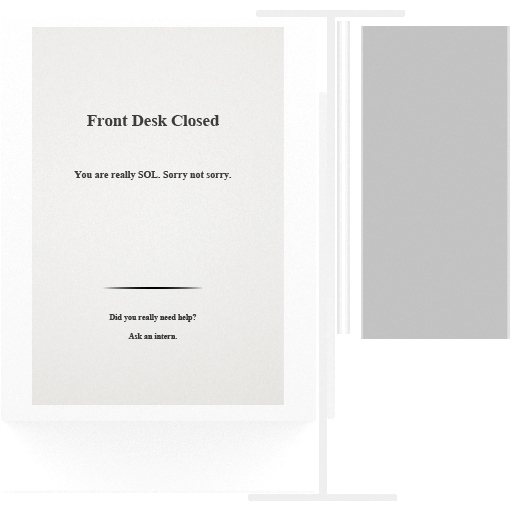 Front Desk Closed
You are really SOL. Sorry not sorry.
Did you really need help?
Ask an intern.